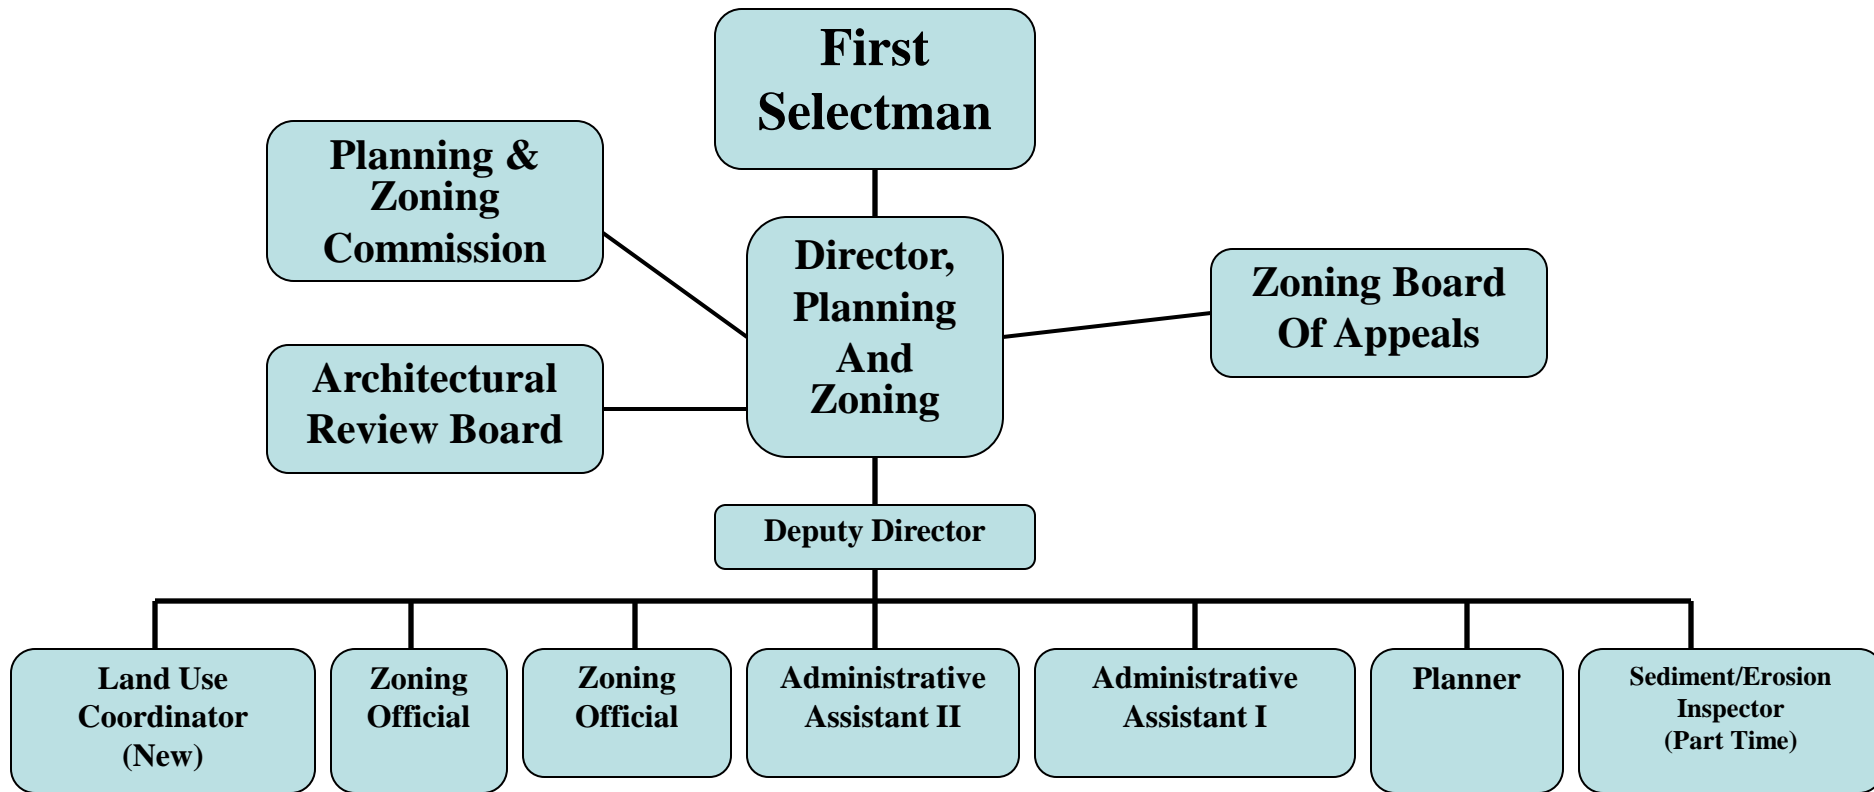 First
Selectman
Planning &
Zoning
Commission
Director,
Planning
And
Zoning
Zoning Board
Of Appeals
Architectural
Review Board
Deputy Director
Land Use
Coordinator
(New)
Zoning
Official
Zoning
Official
Administrative
Assistant II
Administrative
Assistant I
Planner
Sediment/Erosion
Inspector
(Part Time)